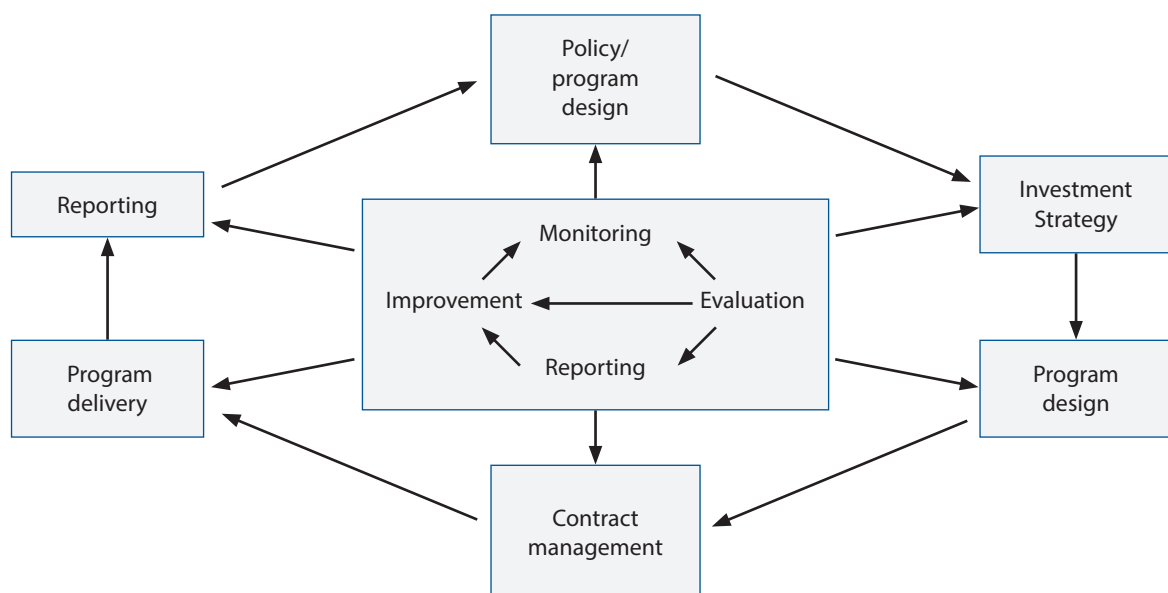 Policy/
program
design
Reporting
Investment
Strategy
Monitoring
Improvement
Evaluation
Reporting
Program
delivery
Program
design
Contract
management